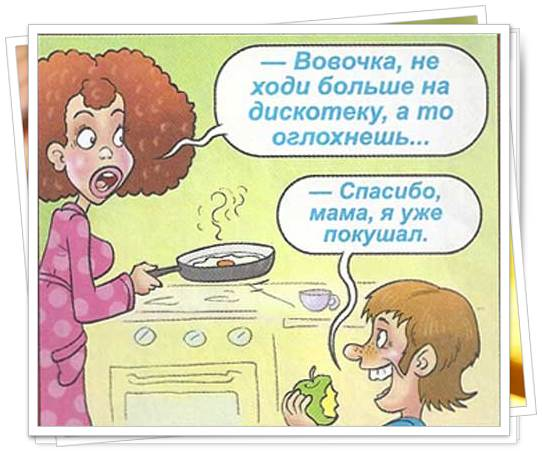 — Вовочка, не
ходи больше на
дискотеку, а то
оглохнешь...
— Спасибо,
мама, я уже
покушал.